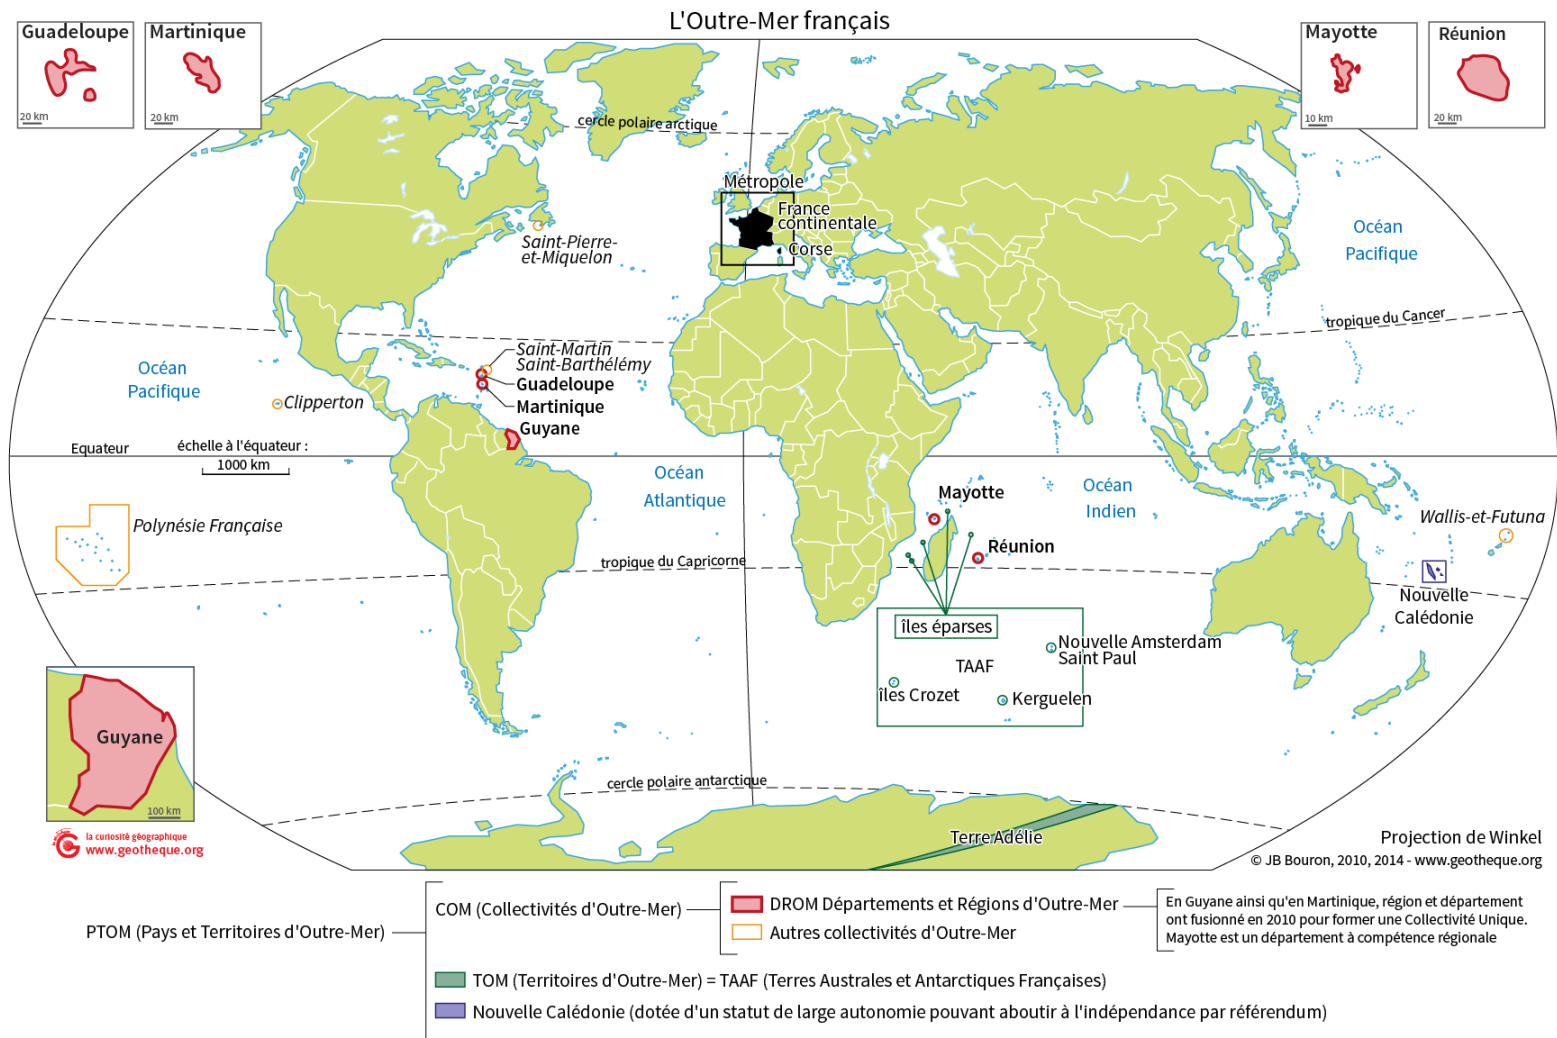 L'Outre-Mer français
Guadeloupe
20 km
Martinique
20 km
Mayotte
10 km
Réunion
20 km
cercle polaire arctique
Métropole
France
continentale
Corse
Saint-Pierre-
et-Miquelon
Océan
Pacifique
tropique du Cancer
Océan
Pacifique
Saint-Martin
Saint-Barthélémy
Guadeloupe
Martinique
Guyane
Clipperton
Equateur
échelle à l'équateur :
1000 km
Océan
Atlantique
Océan
Indien
Mayotte
Réunion
Polynésie Française
Wallis-et-Futuna
tropique du Capricorne
Nouvelle
Calédonie
îles éparses
TAAF
Nouvelle Amsterdam
Saint Paul
îles Crozet
Kerguelen
Guyane
100 km
la curiosité géographique
www.geotheque.org
cercle polaire antarctique
Terre Adélie
Projection de Winkel
© JB Bouron, 2010, 2014 - www.geotheque.org
PTOM (Pays et Territoires d'Outre-Mer)
COM (Collectivités d'Outre-Mer)
DROM Départements et Régions d'Outre-Mer
Autres collectivités d'Outre-Mer
En Guyane ainsi qu'en Martinique, région et département
ont fusionné en 2010 pour former une Collectivité Unique.
Mayotte est un département à compétence régionale
TOM (Territoires d'Outre-Mer) = TAAF (Terres Australes et Antarctiques Françaises)
Nouvelle Calédonie (dotée d'un statut de large autonomie pouvant aboutir à l'indépendance par référendum)